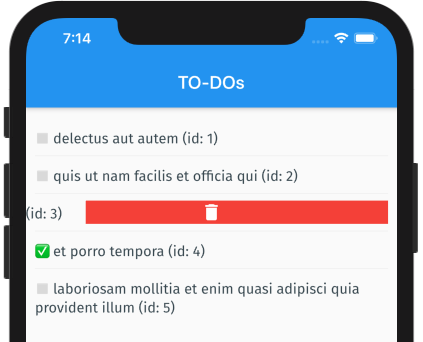 7:14
TO-DOs
delectus aut autem (id: 1)
quis ut nam facilis et officia qui (id: 2)
(id: 3)
et porro tempora (id: 4)
laboriosam mollitia et enim quasi adipisci quia
provident illum (id: 5)